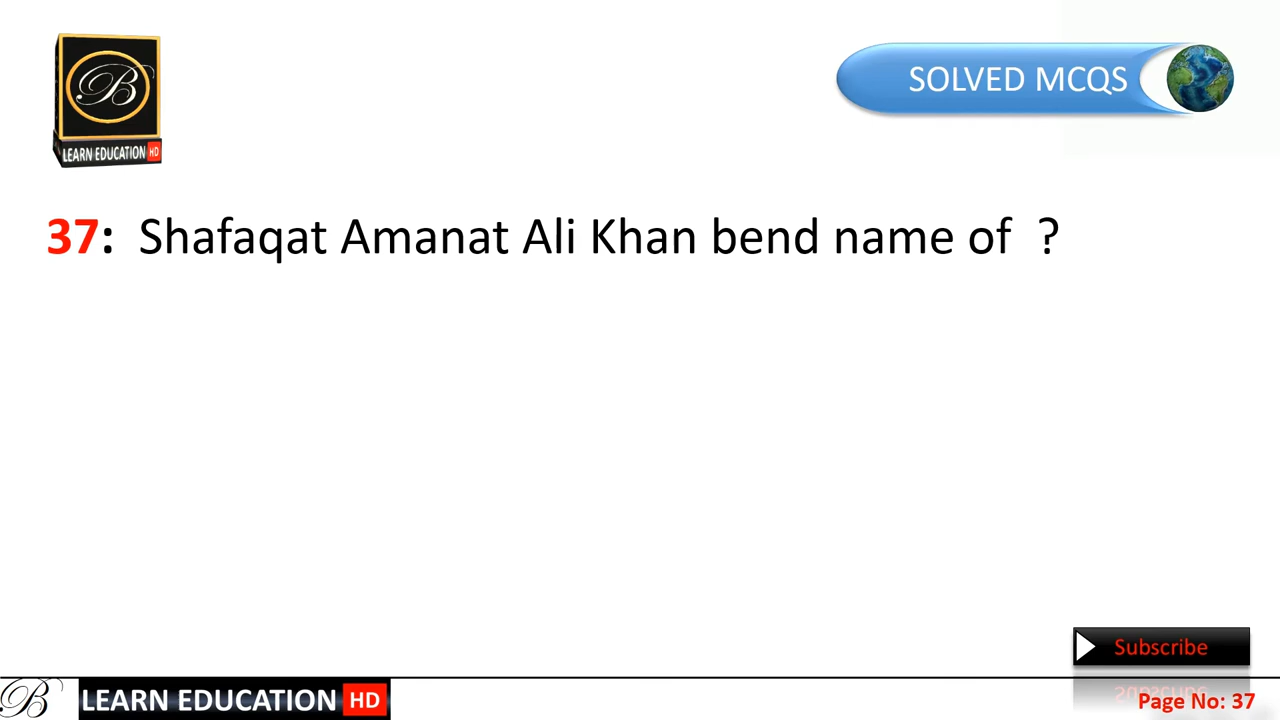 B
LEARN EDUCATION HD
SOLVED MCQS
37: Shafaqat Amanat Ali Khan bend name of ?
Subscribe
B LEARN EDUCATION HD
Page No: 37